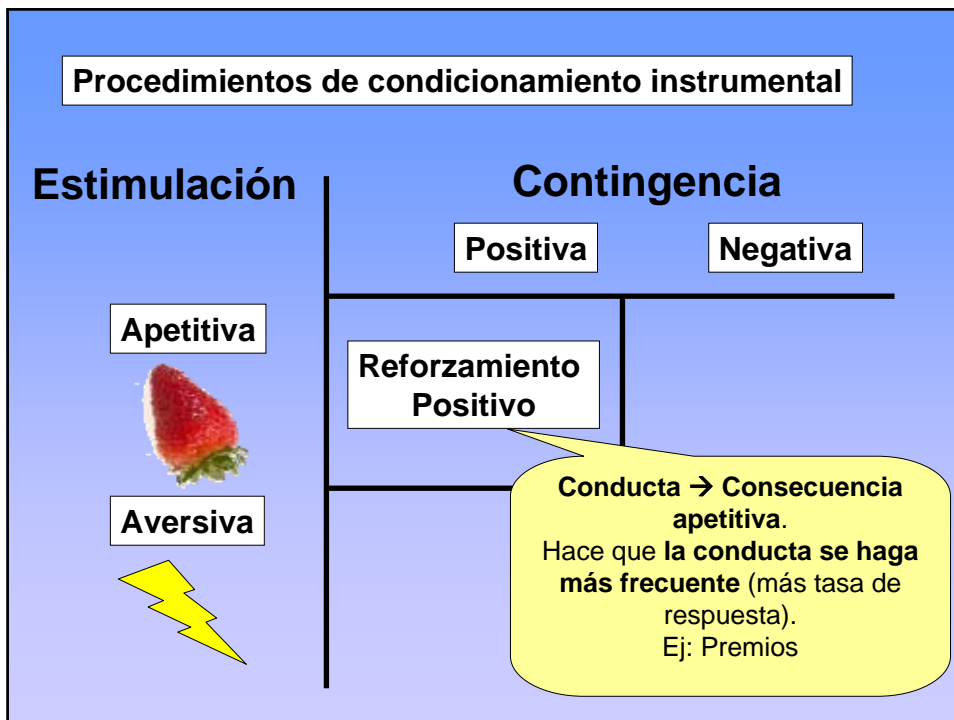 Procedimientos de condicionamiento instrumental
Estimulación
Contingencia
Positiva
Negativa
Apetitiva
Reforzamiento
Positivo
Aversiva
Conducta → Consecuencia
apetitiva.
Hace que la conducta se haga
más frecuente (más tasa de
respuesta).
Ej: Premios